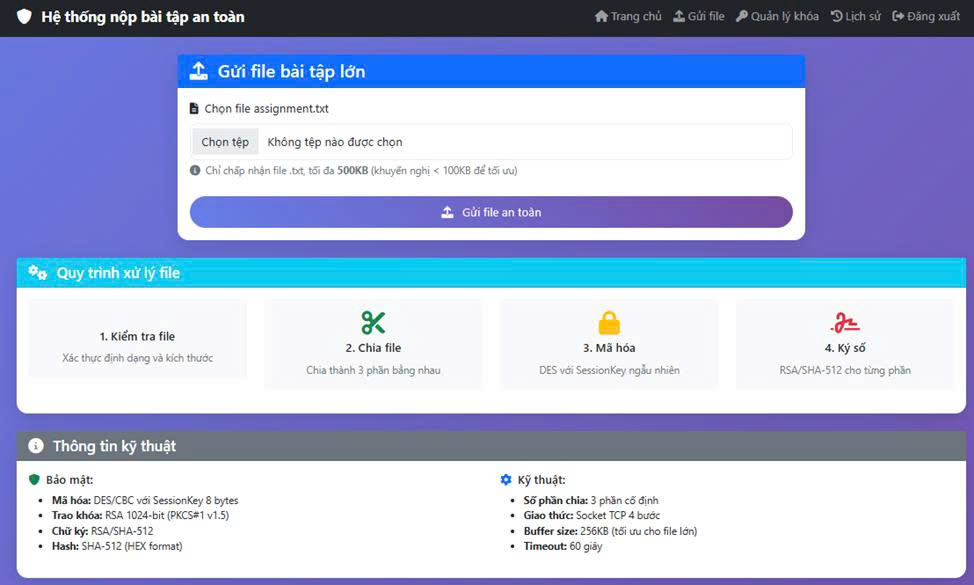 Hệ thống nộp bài tập an toàn
Trang chủ Gửi file Quản lý khóa Lịch sử Đăng xuất
Gửi file bài tập lớn
Chọn file assignment.txt
Chọn tệp Không tệp nào được chọn
Chỉ chấp nhận file .txt, tối đa 500KB (khuyến nghị < 100KB để tối ưu)
Gửi file an toàn
Quy trình xử lý file
1. Kiểm tra file
Xác thực định dạng và kích thước
2. Chia file
Chia thành 3 phần bằng nhau
3. Mã hóa
DES với SessionKey ngẫu nhiên
4. Ký số
RSA/SHA-512 cho từng phần
Thông tin kỹ thuật
Bảo mật:
Mã hóa: DES/CBC với SessionKey 8 bytes
Trao khóa: RSA 1024-bit (PKCS#1 v1.5)
Chữ ký: RSA/SHA-512
Hash: SHA-512 (HEX format)
Kỹ thuật:
Số phần chia: 3 phần cố định
Giao thức: Socket TCP 4 bước
Buffer size: 256KB (tối ưu cho file lớn)
Timeout: 60 giây